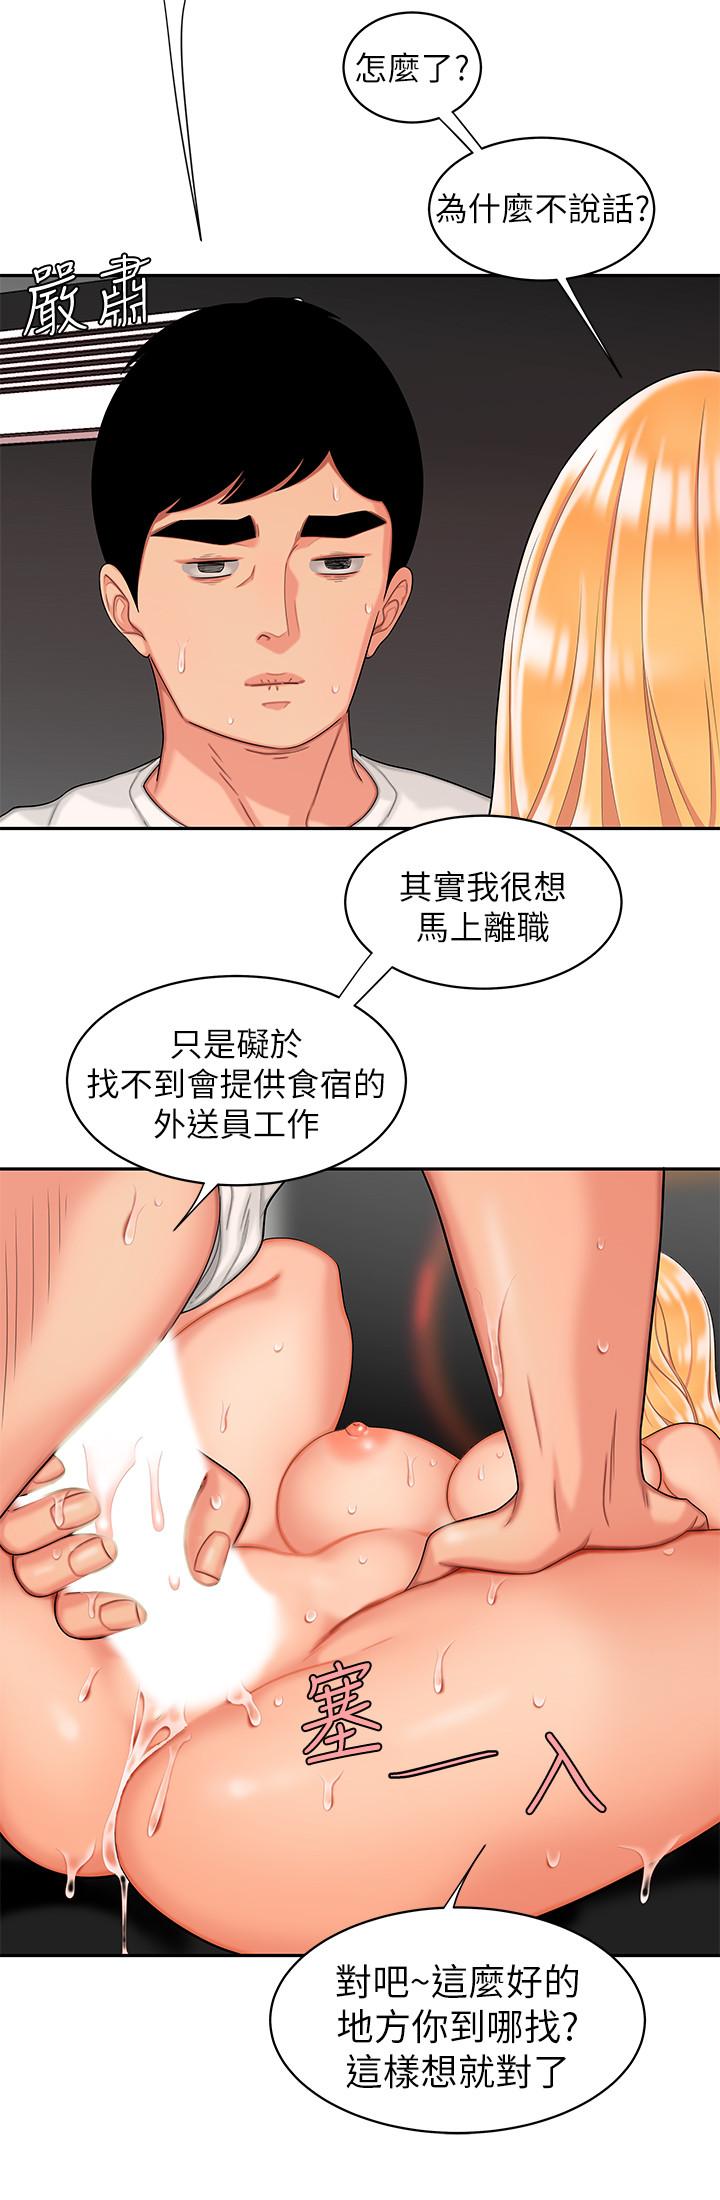 怎麼了?
為什麼不說話?
嚴肅
其實我很想
馬上離職
只是礙於
找不到會提供食宿的
外送員工作
塞一入
對吧~這麼好的
地方你到哪找?
這樣想就對了